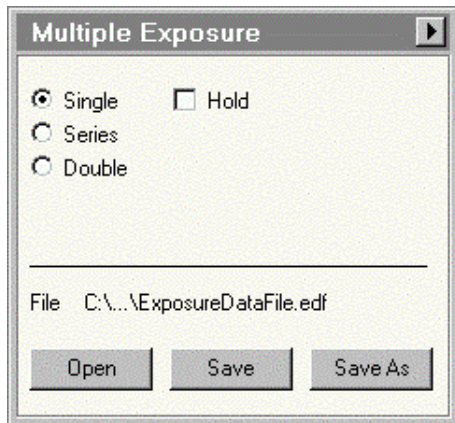 Multiple Exposure
Single Hold
Series
Double
File C:\...\ExposureDataFile.edf
Open Save Save As